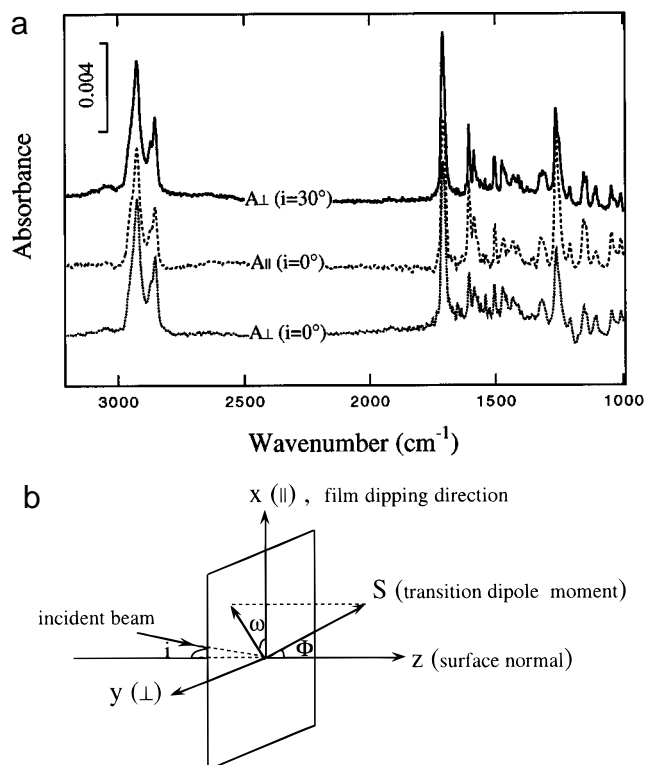 a
0.004
Absorbance
A⊥ (i=30°)
A∥ (i=0°)
A⊥ (i=0°)
3000 2500 2000 1500 1000
Wavenumber (cm⁻¹)
b
x (∥) , film dipping direction
S (transition dipole moment)
incident beam
ω
i
Φ
z (surface normal)
y (⊥)